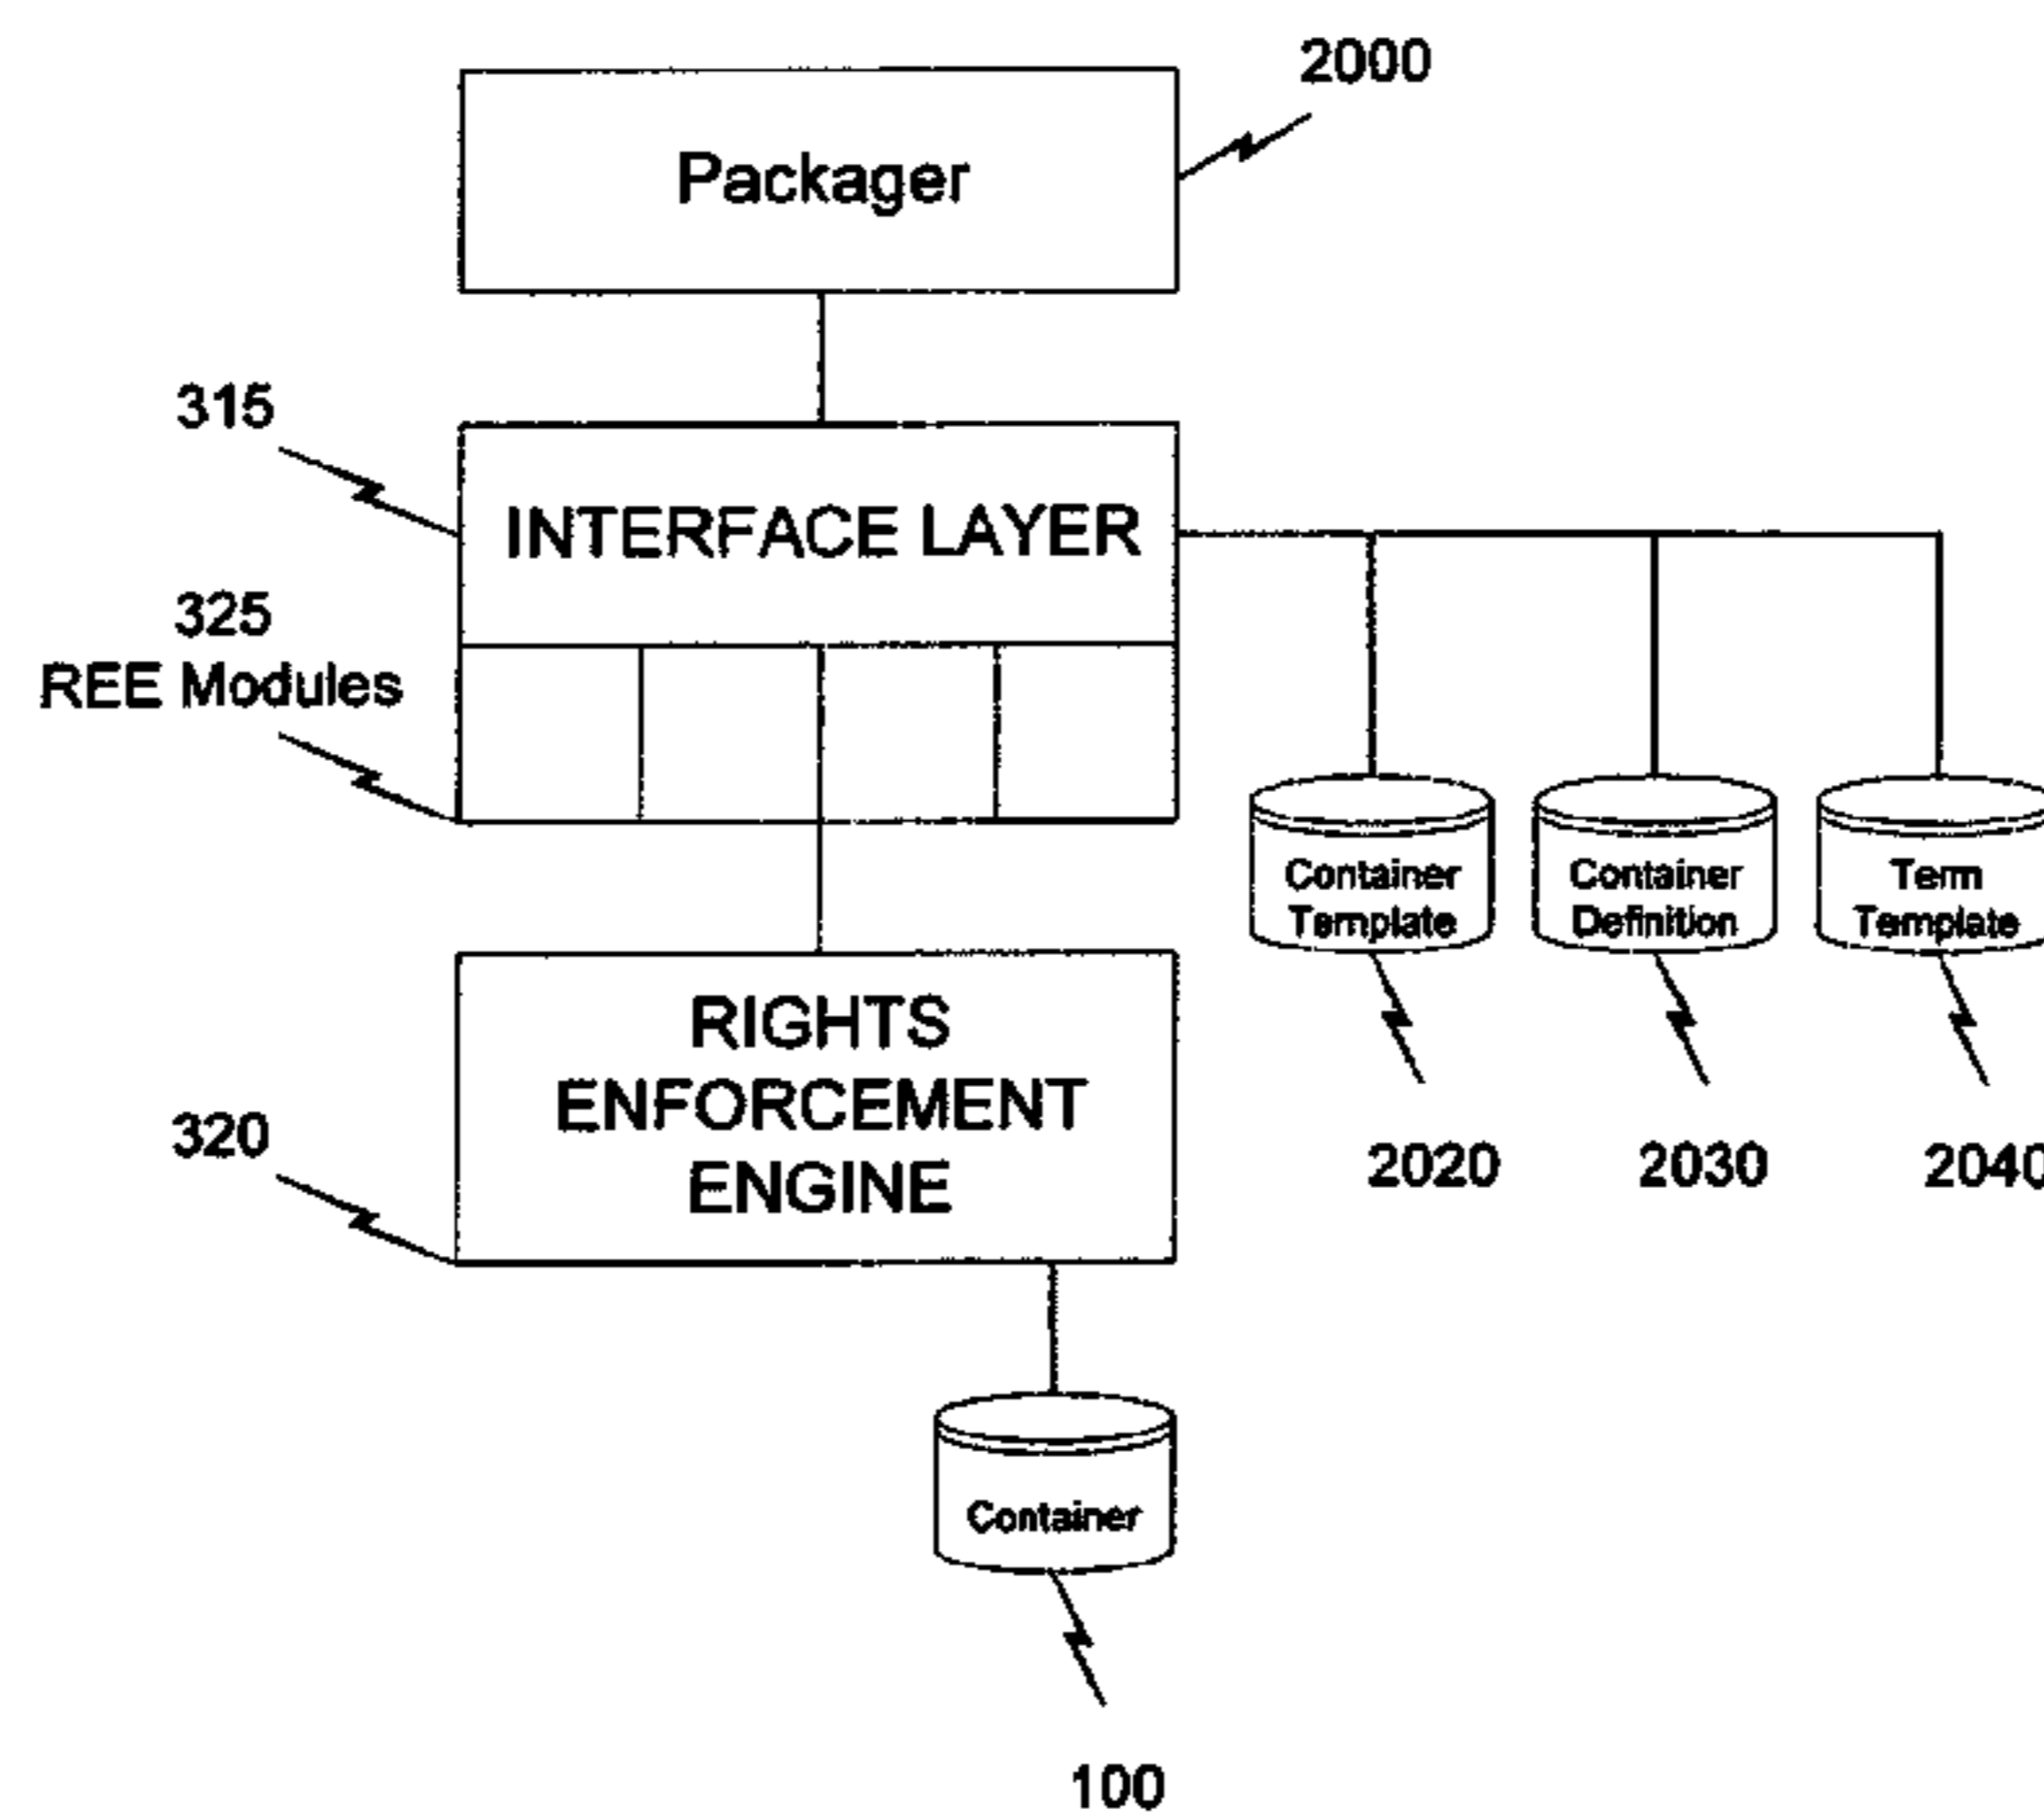 2000
Packager
315
INTERFACE LAYER
325
REE Modules
Container
Template
Container
Definition
Term
Template
RIGHTS
ENFORCEMENT
ENGINE
320
2020
2030
2040
Container
100